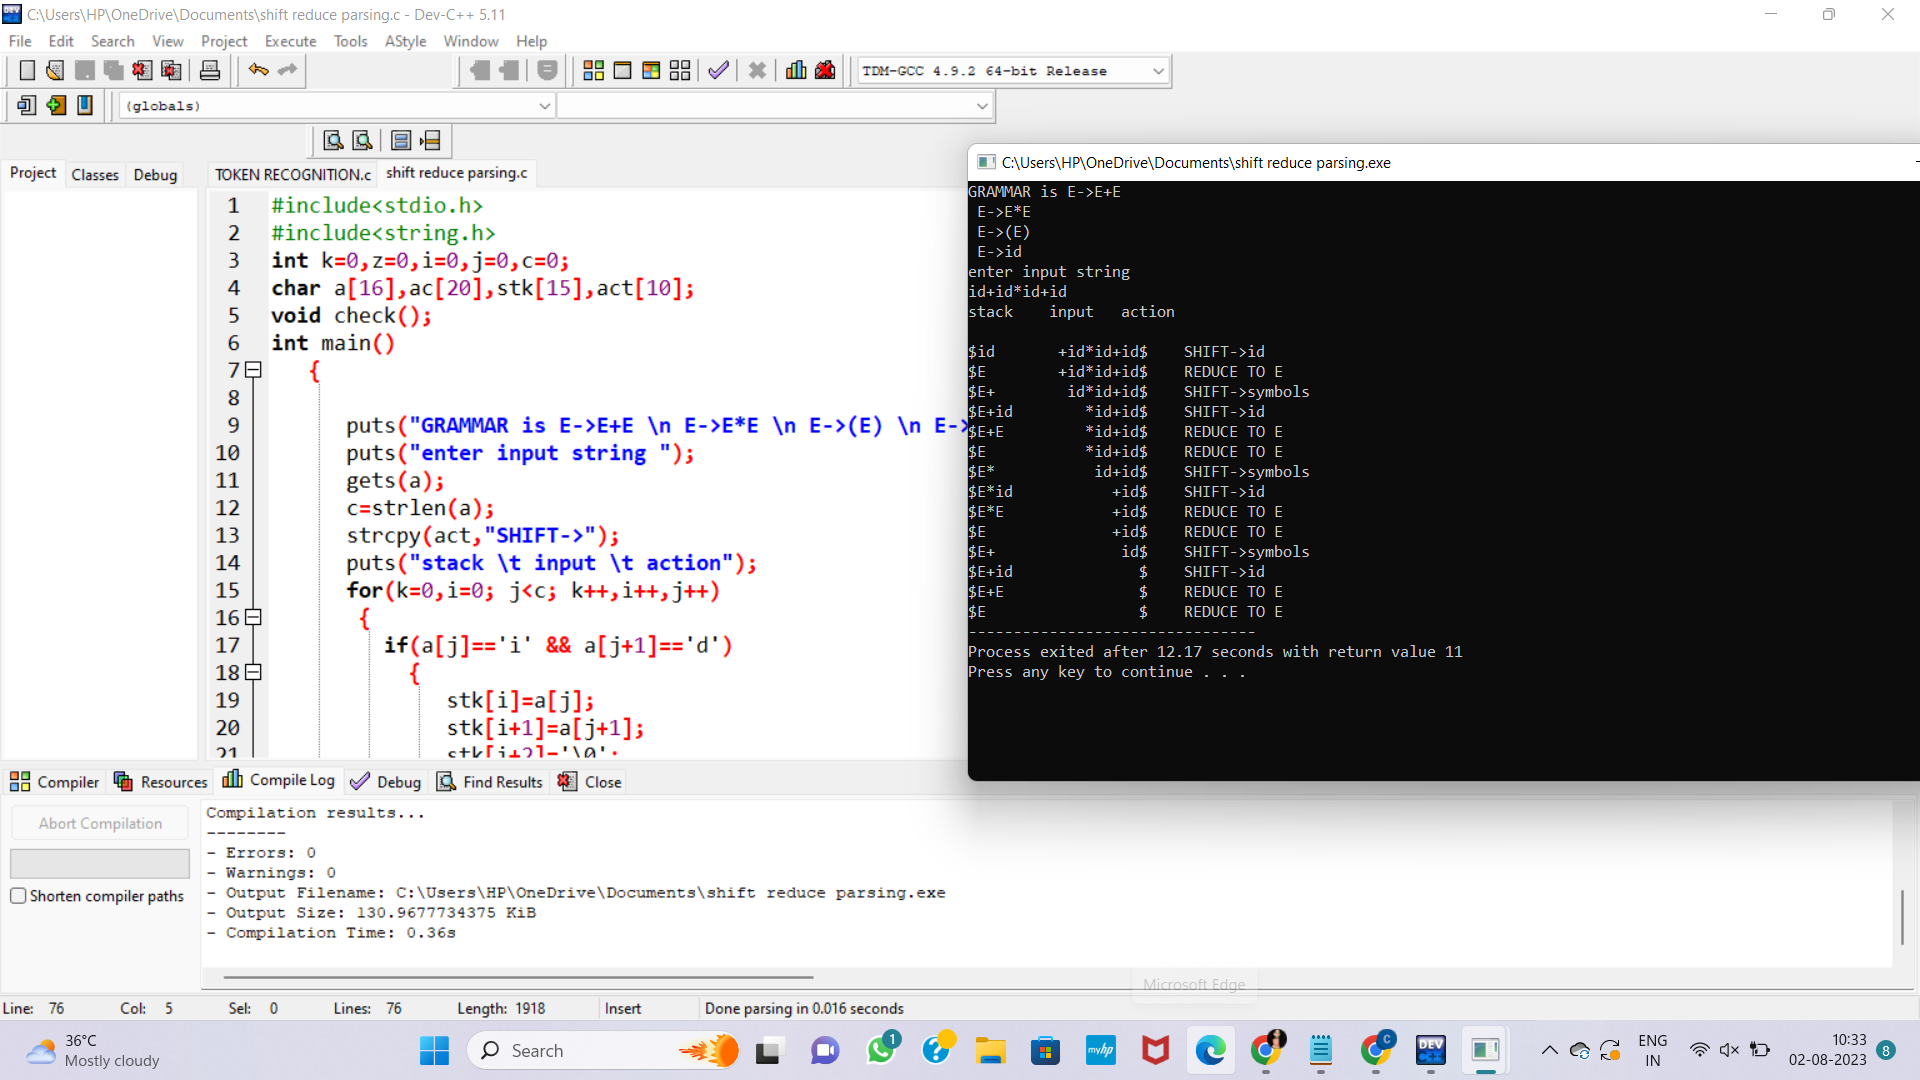 C:\Users\HP\OneDrive\Documents\shift reduce parsing.c - Dev-C++ 5.11
File Edit Search View Project Execute Tools AStyle Window Help
TDM-GCC 4.9.2 64-bit Release
(globals)
Project Classes Debug
TOKEN RECOGNITION.c shift reduce parsing.c
1 #include<stdio.h>
2 #include<string.h>
3 int k=0,z=0,i=0,j=0,c=0;
4 char a[16],ac[20],stk[15],act[10];
5 void check();
6 int main()
7 {
8
9 puts("GRAMMAR is E->E+E \n E->E*E \n E->(E) \n E->
10 puts("enter input string ");
11 gets(a);
12 c=strlen(a);
13 strcpy(act,"SHIFT->");
14 puts("stack \t input \t action");
15 for(k=0,i=0; j<c; k++,i++,j++)
16 {
17 if(a[j]=='i' && a[j+1]=='d')
18 {
19 stk[i]=a[j];
20 stk[i+1]=a[j+1];
21 stk[i+2]='\0';
C:\Users\HP\OneDrive\Documents\shift reduce parsing.exe
GRAMMAR is E->E+E
E->E*E
E->(E)
E->id
enter input string
id+id*id+id
stack input action
$id +id*id+id$ SHIFT->id
$E +id*id+id$ REDUCE TO E
$E+ id*id+id$ SHIFT->symbols
$E+id *id+id$ SHIFT->id
$E+E *id+id$ REDUCE TO E
$E *id+id$ REDUCE TO E
$E* id+id$ SHIFT->symbols
$E*id +id$ SHIFT->id
$E*E +id$ REDUCE TO E
$E +id$ REDUCE TO E
$E+ id$ SHIFT->symbols
$E+id $ SHIFT->id
$E+E $ REDUCE TO E
$E $ REDUCE TO E
--------------------------------
Process exited after 12.17 seconds with return value 11
Press any key to continue . . .
Compiler Resources Compile Log Debug Find Results Close
Abort Compilation
Shorten compiler paths
Compilation results...
--------
- Errors: 0
- Warnings: 0
- Output Filename: C:\Users\HP\OneDrive\Documents\shift reduce parsing.exe
- Output Size: 130.9677734375 KiB
- Compilation Time: 0.36s
Microsoft Edge
Line: 76 Col: 5 Sel: 0 Lines: 76 Length: 1918 Insert Done parsing in 0.016 seconds
36°C
Mostly cloudy
Search
1
myhp
C
DEV
C++
ENG
IN
10:33
02-08-2023
8